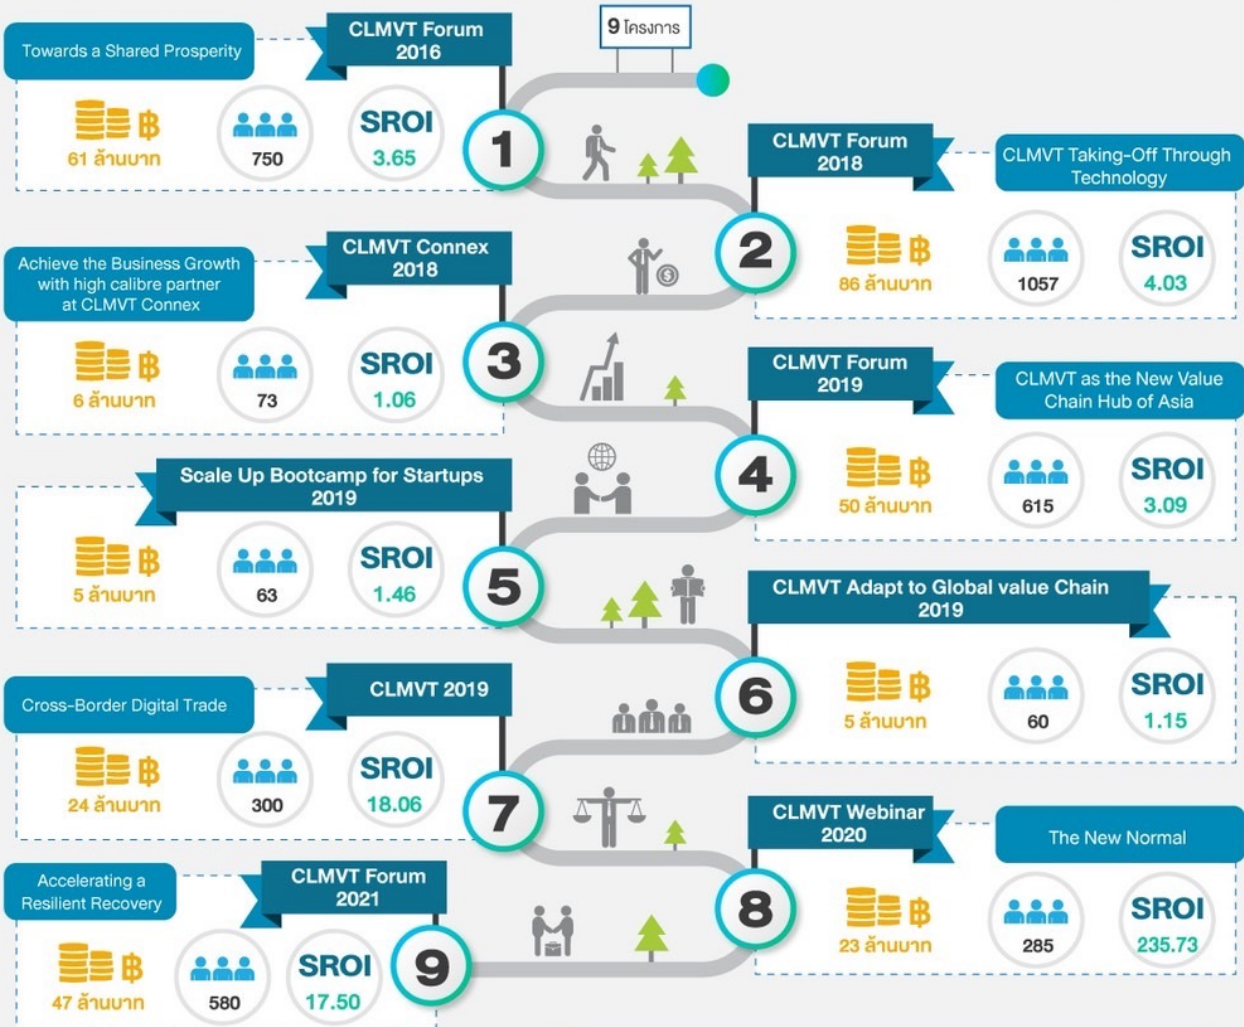 9 โครงการ
Towards a Shared Prosperity
CLMVT Forum
2016
฿
61 ล้านบาท
750
SROI
3.65
1
CLMVT Forum
2018
CLMVT Taking-Off Through
Technology
฿
86 ล้านบาท
1057
SROI
4.03
2
Achieve the Business Growth
with high calibre partner
at CLMVT Connex
CLMVT Connex
2018
฿
6 ล้านบาท
73
SROI
1.06
3
CLMVT Forum
2019
CLMVT as the New Value
Chain Hub of Asia
฿
50 ล้านบาท
615
SROI
3.09
4
Scale Up Bootcamp for Startups
2019
฿
5 ล้านบาท
63
SROI
1.46
5
CLMVT Adapt to Global value Chain
2019
฿
5 ล้านบาท
60
SROI
1.15
6
Cross-Border Digital Trade
CLMVT 2019
฿
24 ล้านบาท
300
SROI
18.06
7
CLMVT Webinar
2020
The New Normal
฿
23 ล้านบาท
285
SROI
235.73
8
Accelerating a
Resilient Recovery
CLMVT Forum
2021
฿
47 ล้านบาท
580
SROI
17.50
9
$